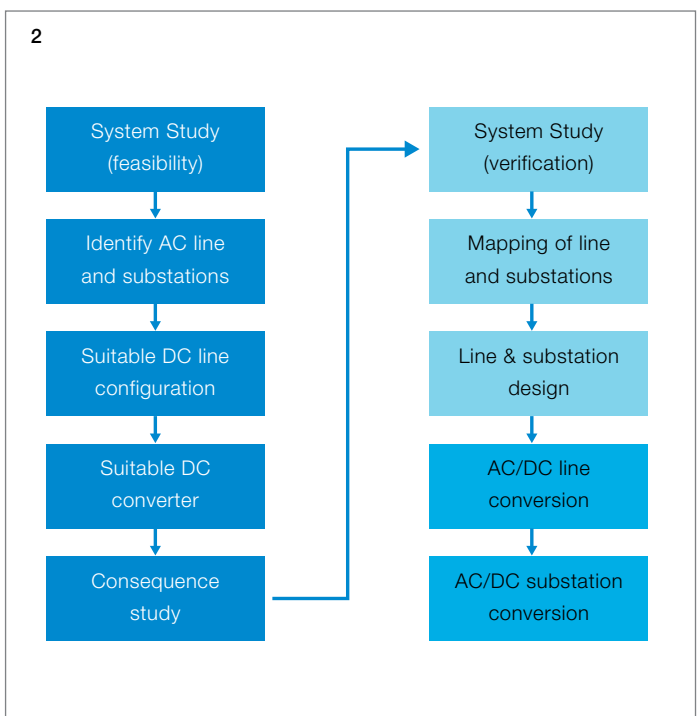 2
System Study
(feasibility)
Identify AC line
and substations
Suitable DC line
configuration
Suitable DC
converter
Consequence
study
System Study
(verification)
Mapping of line
and substations
Line & substation
design
AC/DC line
conversion
AC/DC substation
conversion